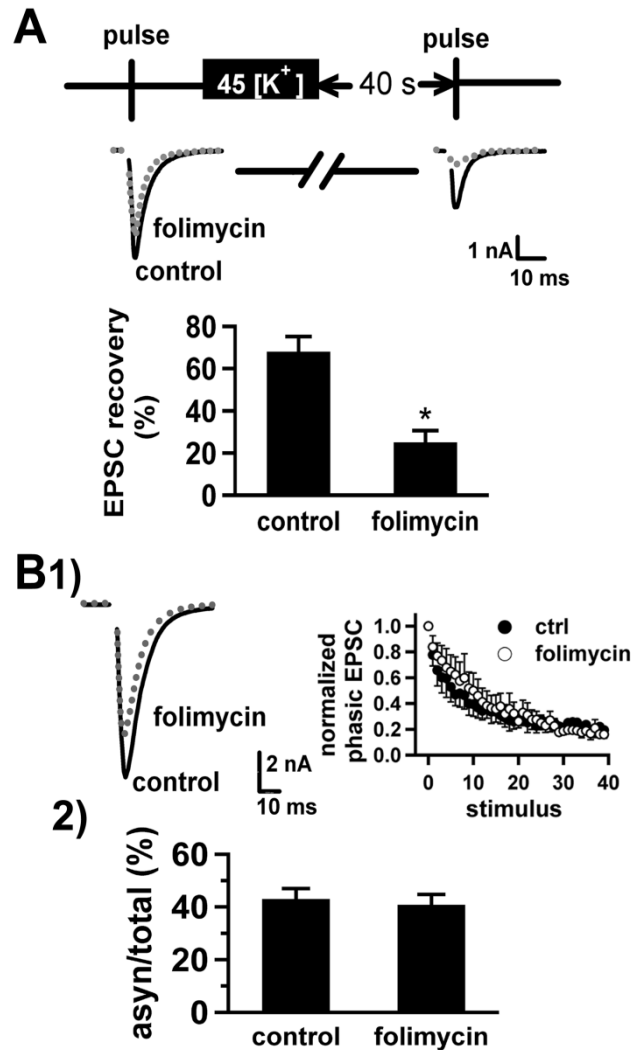 A
pulse
pulse
45 [K+]
40 s
folimycin
control
1 nA
10 ms
EPSC recovery
(%)
80
60
40
20
0
*
control
folimycin
B1)
folimycin
control
2 nA
10 ms
normalized
phasic EPSC
1.0
0.8
0.6
0.4
0.2
0.0
ctrl
folimycin
0
10
20
30
40
stimulus
2)
asyn/total (%)
60
40
20
0
control
folimycin